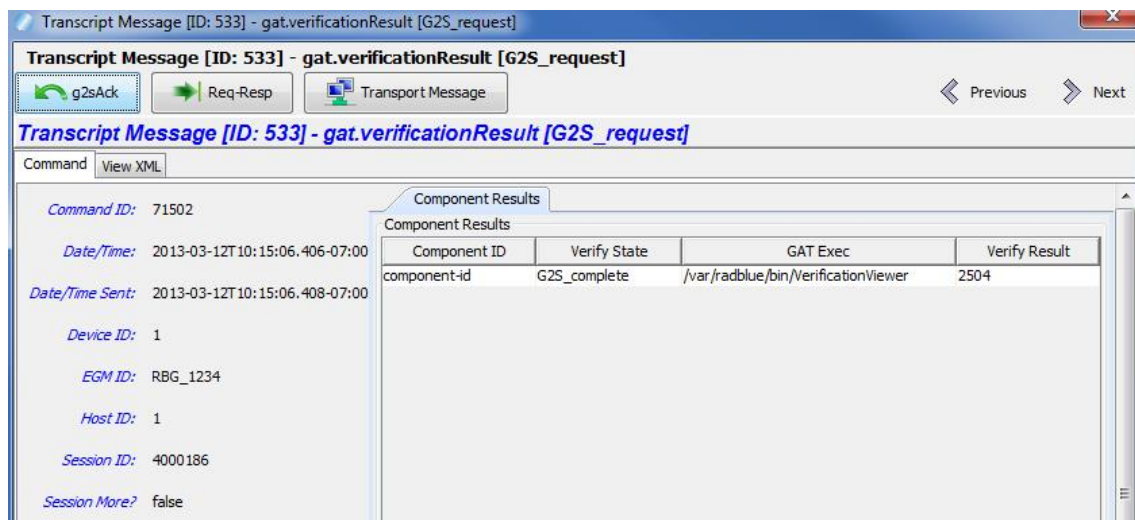 Transcript Message [ID: 533] - gat.verificationResult [G2S_request]
Transcript Message [ID: 533] - gat.verificationResult [G2S_request]
g2sAck Req-Resp Transport Message Previous Next
Transcript Message [ID: 533] - gat.verificationResult [G2S_request]
Command View XML
Command ID: 71502
Date/Time: 2013-03-12T10:15:06.406-07:00
Date/Time Sent: 2013-03-12T10:15:06.408-07:00
Device ID: 1
EGM ID: RBG_1234
Host ID: 1
Session ID: 4000186
Session More? false
Component Results
Component Results
Component ID Verify State GAT Exec Verify Result
component-id G2S_complete /var/radblue/bin/VerificationViewer 2504